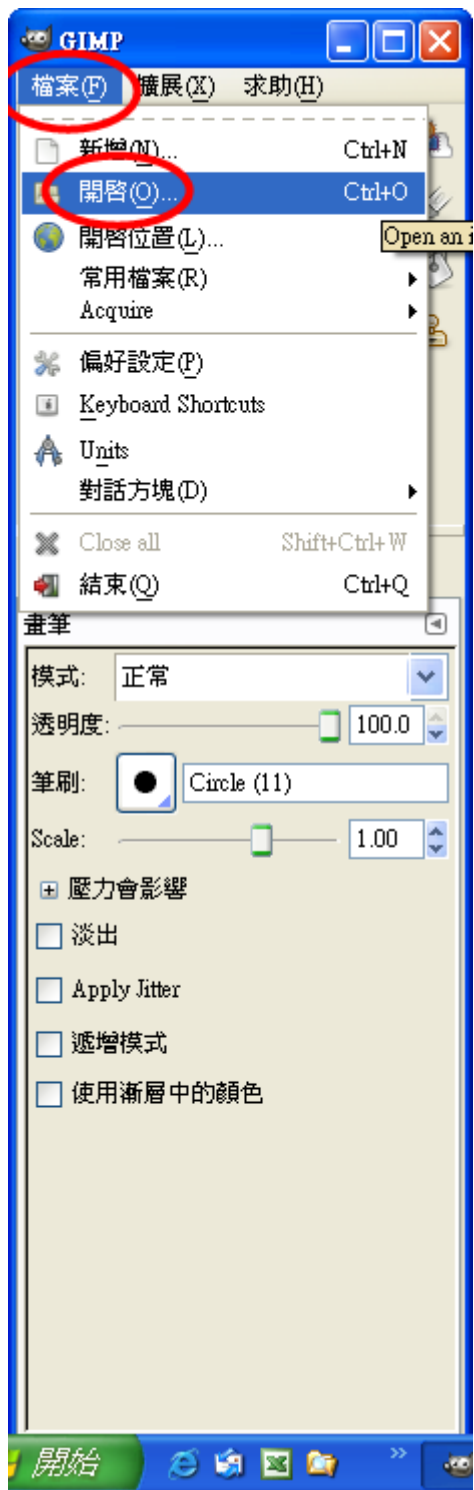 GIMP
檔案(F) 擴展(X) 求助(H)
新增(N)... Ctrl+N
開啓(O)... Ctrl+O
Open an i
開啓位置(L)...
常用檔案(R)
Acquire
偏好設定(P)
Keyboard Shortcuts
Units
對話方塊(D)
Close all Shift+Ctrl+W
結束(Q) Ctrl+Q
畫筆
模式: 正常
透明度: 100.0
筆刷: Circle (11)
Scale: 1.00
壓力會影響
淡出
Apply Jitter
遞增模式
使用漸層中的顏色
開始